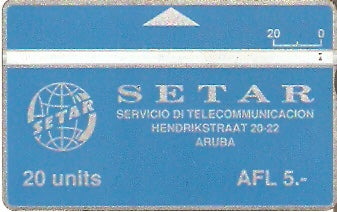 20 0
SETAR
SETAR
SERVICIO DI TELECOMMUNICACION
HENDRIKSTRAAT 20-22
ARUBA
20 units AFL 5.-